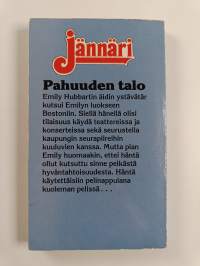 Jännäri
Pahuuden talo
Emily Hubbartin äidin ystävätär
kutsui Emilyn luokseen
Bostoniin. Siellä hänellä olisi
tilaisuus käydä teattereissa ja
konserteissa sekä seurustella
kaupungin seurapiireihin
kuuluvien kanssa. Mutta pian
Emily huomaakin, ettei häntä
ollut kutsuttu sinne pelkästä
hyväntahtoisuudesta. Häntä
käytettäisiin pelinappulana
kuoleman pelissä . . .